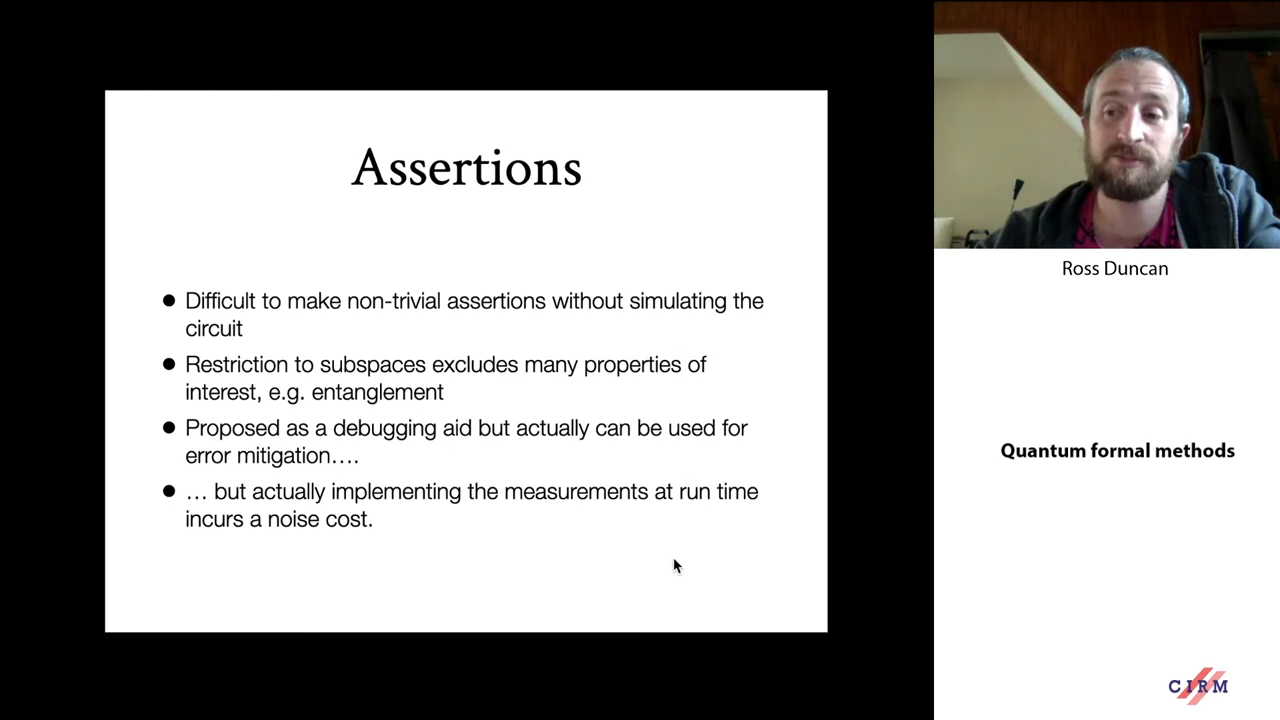 Assertions
● Difficult to make non-trivial assertions without simulating the
circuit
● Restriction to subspaces excludes many properties of
interest, e.g. entanglement
● Proposed as a debugging aid but actually can be used for
error mitigation….
● … but actually implementing the measurements at run time
incurs a noise cost.
Ross Duncan
Quantum formal methods
CIRM